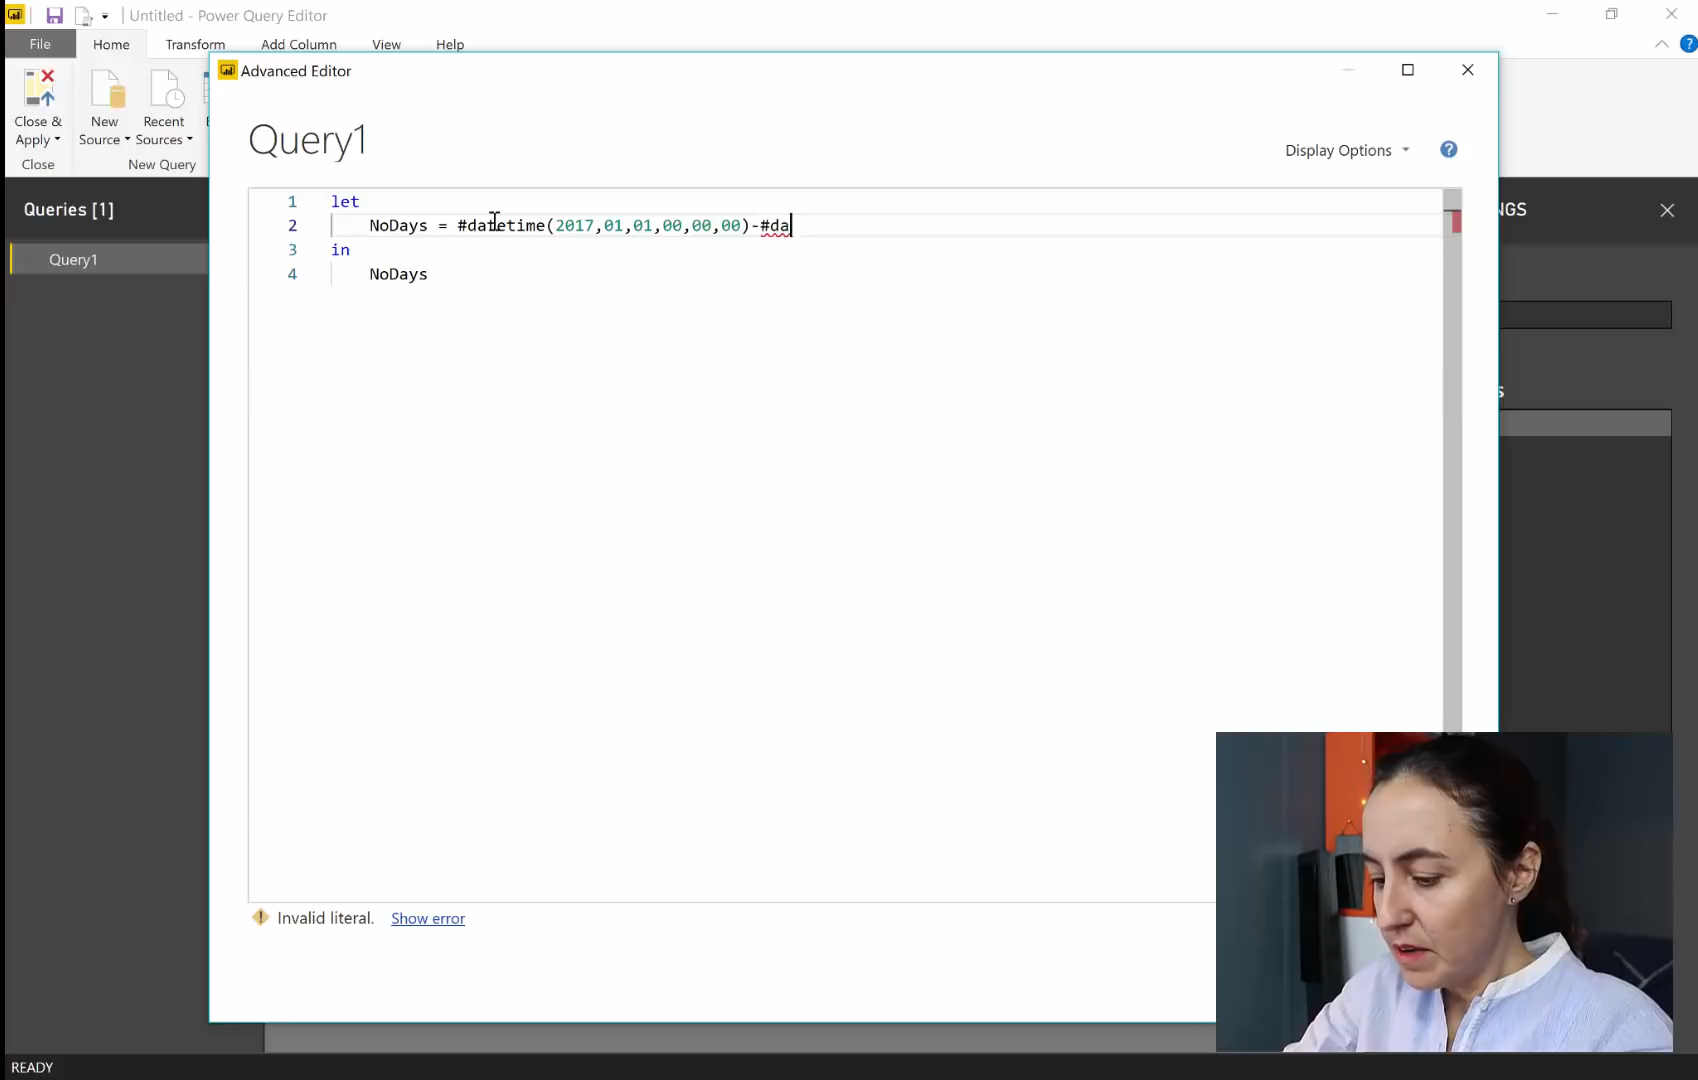 Untitled - Power Query Editor
File Home Transform Add Column View Help
Close & Apply
New Source
Recent Sources
Close
New Query
Advanced Editor
Query1
Display Options
?
Queries [1]
Query1
NGS
1 let
2 NoDays = #datetime(2017,01,01,00,00,00)-#da
3 in
4 NoDays
s
Invalid literal. Show error
READY